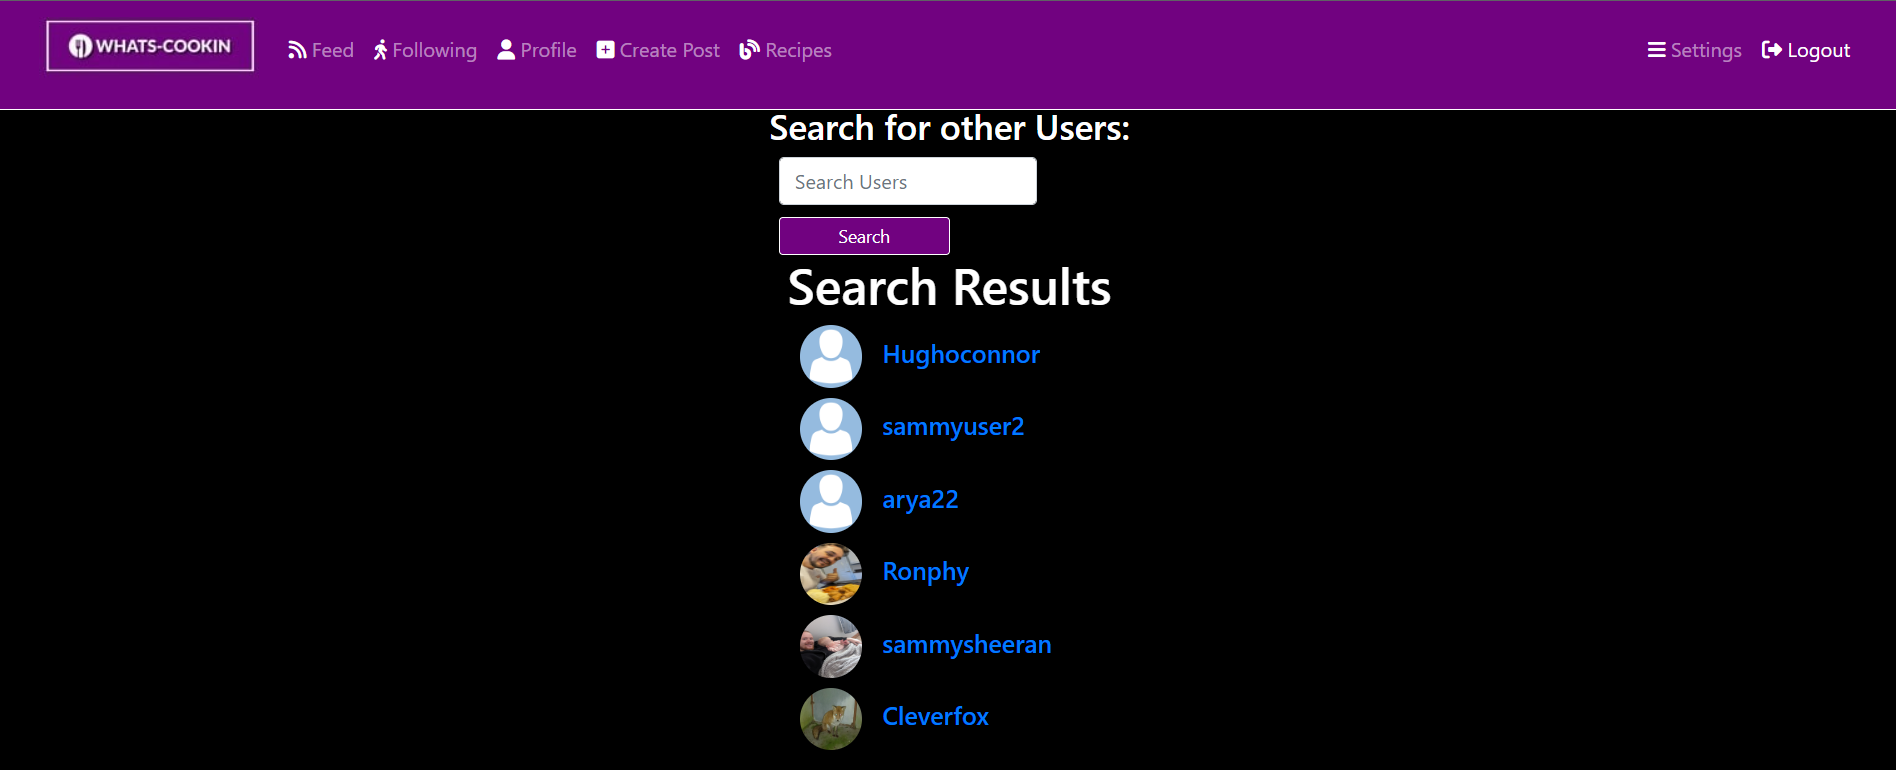 WHATS-COOKIN Feed Following Profile Create Post Recipes Settings Logout
Search for other Users:
Search Users
Search
Search Results
Hughoconnor
sammyuser2
arya22
Ronphy
sammysheeran
Cleverfox